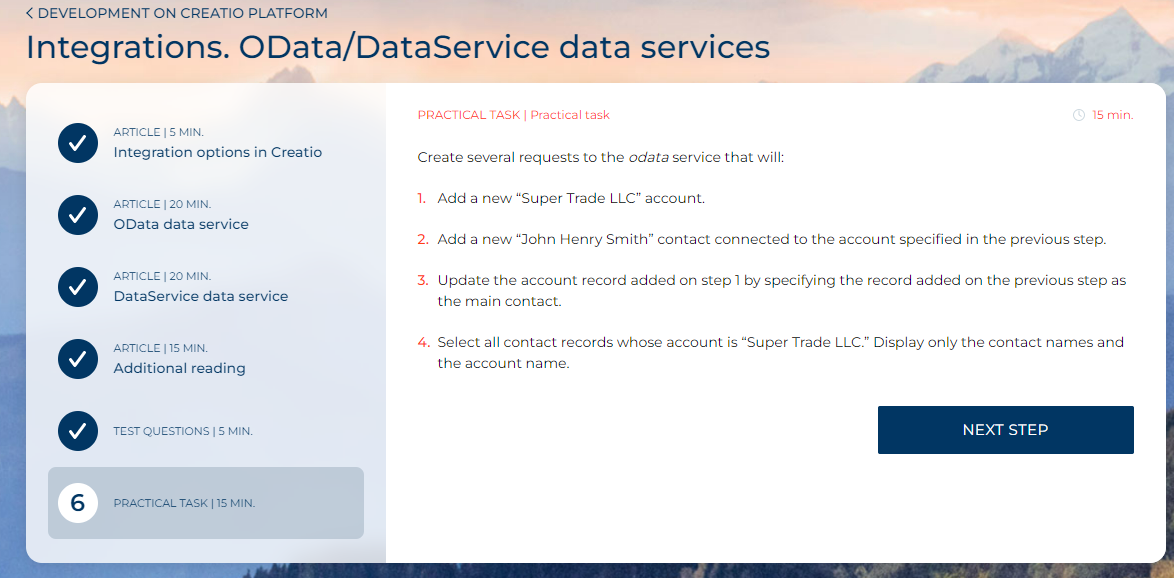 < DEVELOPMENT ON CREATIO PLATFORM
Integrations. OData/DataService data services
ARTICLE | 5 MIN.
Integration options in Creatio
ARTICLE | 20 MIN.
OData data service
ARTICLE | 20 MIN.
DataService data service
ARTICLE | 15 MIN.
Additional reading
TEST QUESTIONS | 5 MIN.
6 PRACTICAL TASK | 15 MIN.
PRACTICAL TASK | Practical task
15 min.
Create several requests to the odata service that will:
1. Add a new “Super Trade LLC” account.
2. Add a new “John Henry Smith” contact connected to the account specified in the previous step.
3. Update the account record added on step 1 by specifying the record added on the previous step as
the main contact.
4. Select all contact records whose account is “Super Trade LLC.” Display only the contact names and
the account name.
NEXT STEP